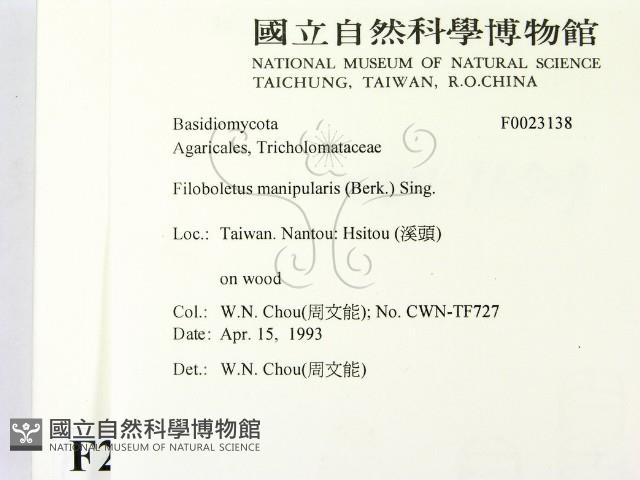 國立自然科學博物館
NATIONAL MUSEUM OF NATURAL SCIENCE
TAICHUNG, TAIWAN, R.O.CHINA
Basidiomycota F0023138
Agaricales, Tricholomataceae
Filoboletus manipularis (Berk.) Sing.
Loc.: Taiwan. Nantou: Hsitou (溪頭)
on wood
Col.: W.N. Chou(周文能); No. CWN-TF727
Date: Apr. 15, 1993
Det.: W.N. Chou(周文能)
國立自然科學博物館
NATIONAL MUSEUM OF NATURAL SCIENCE
F2